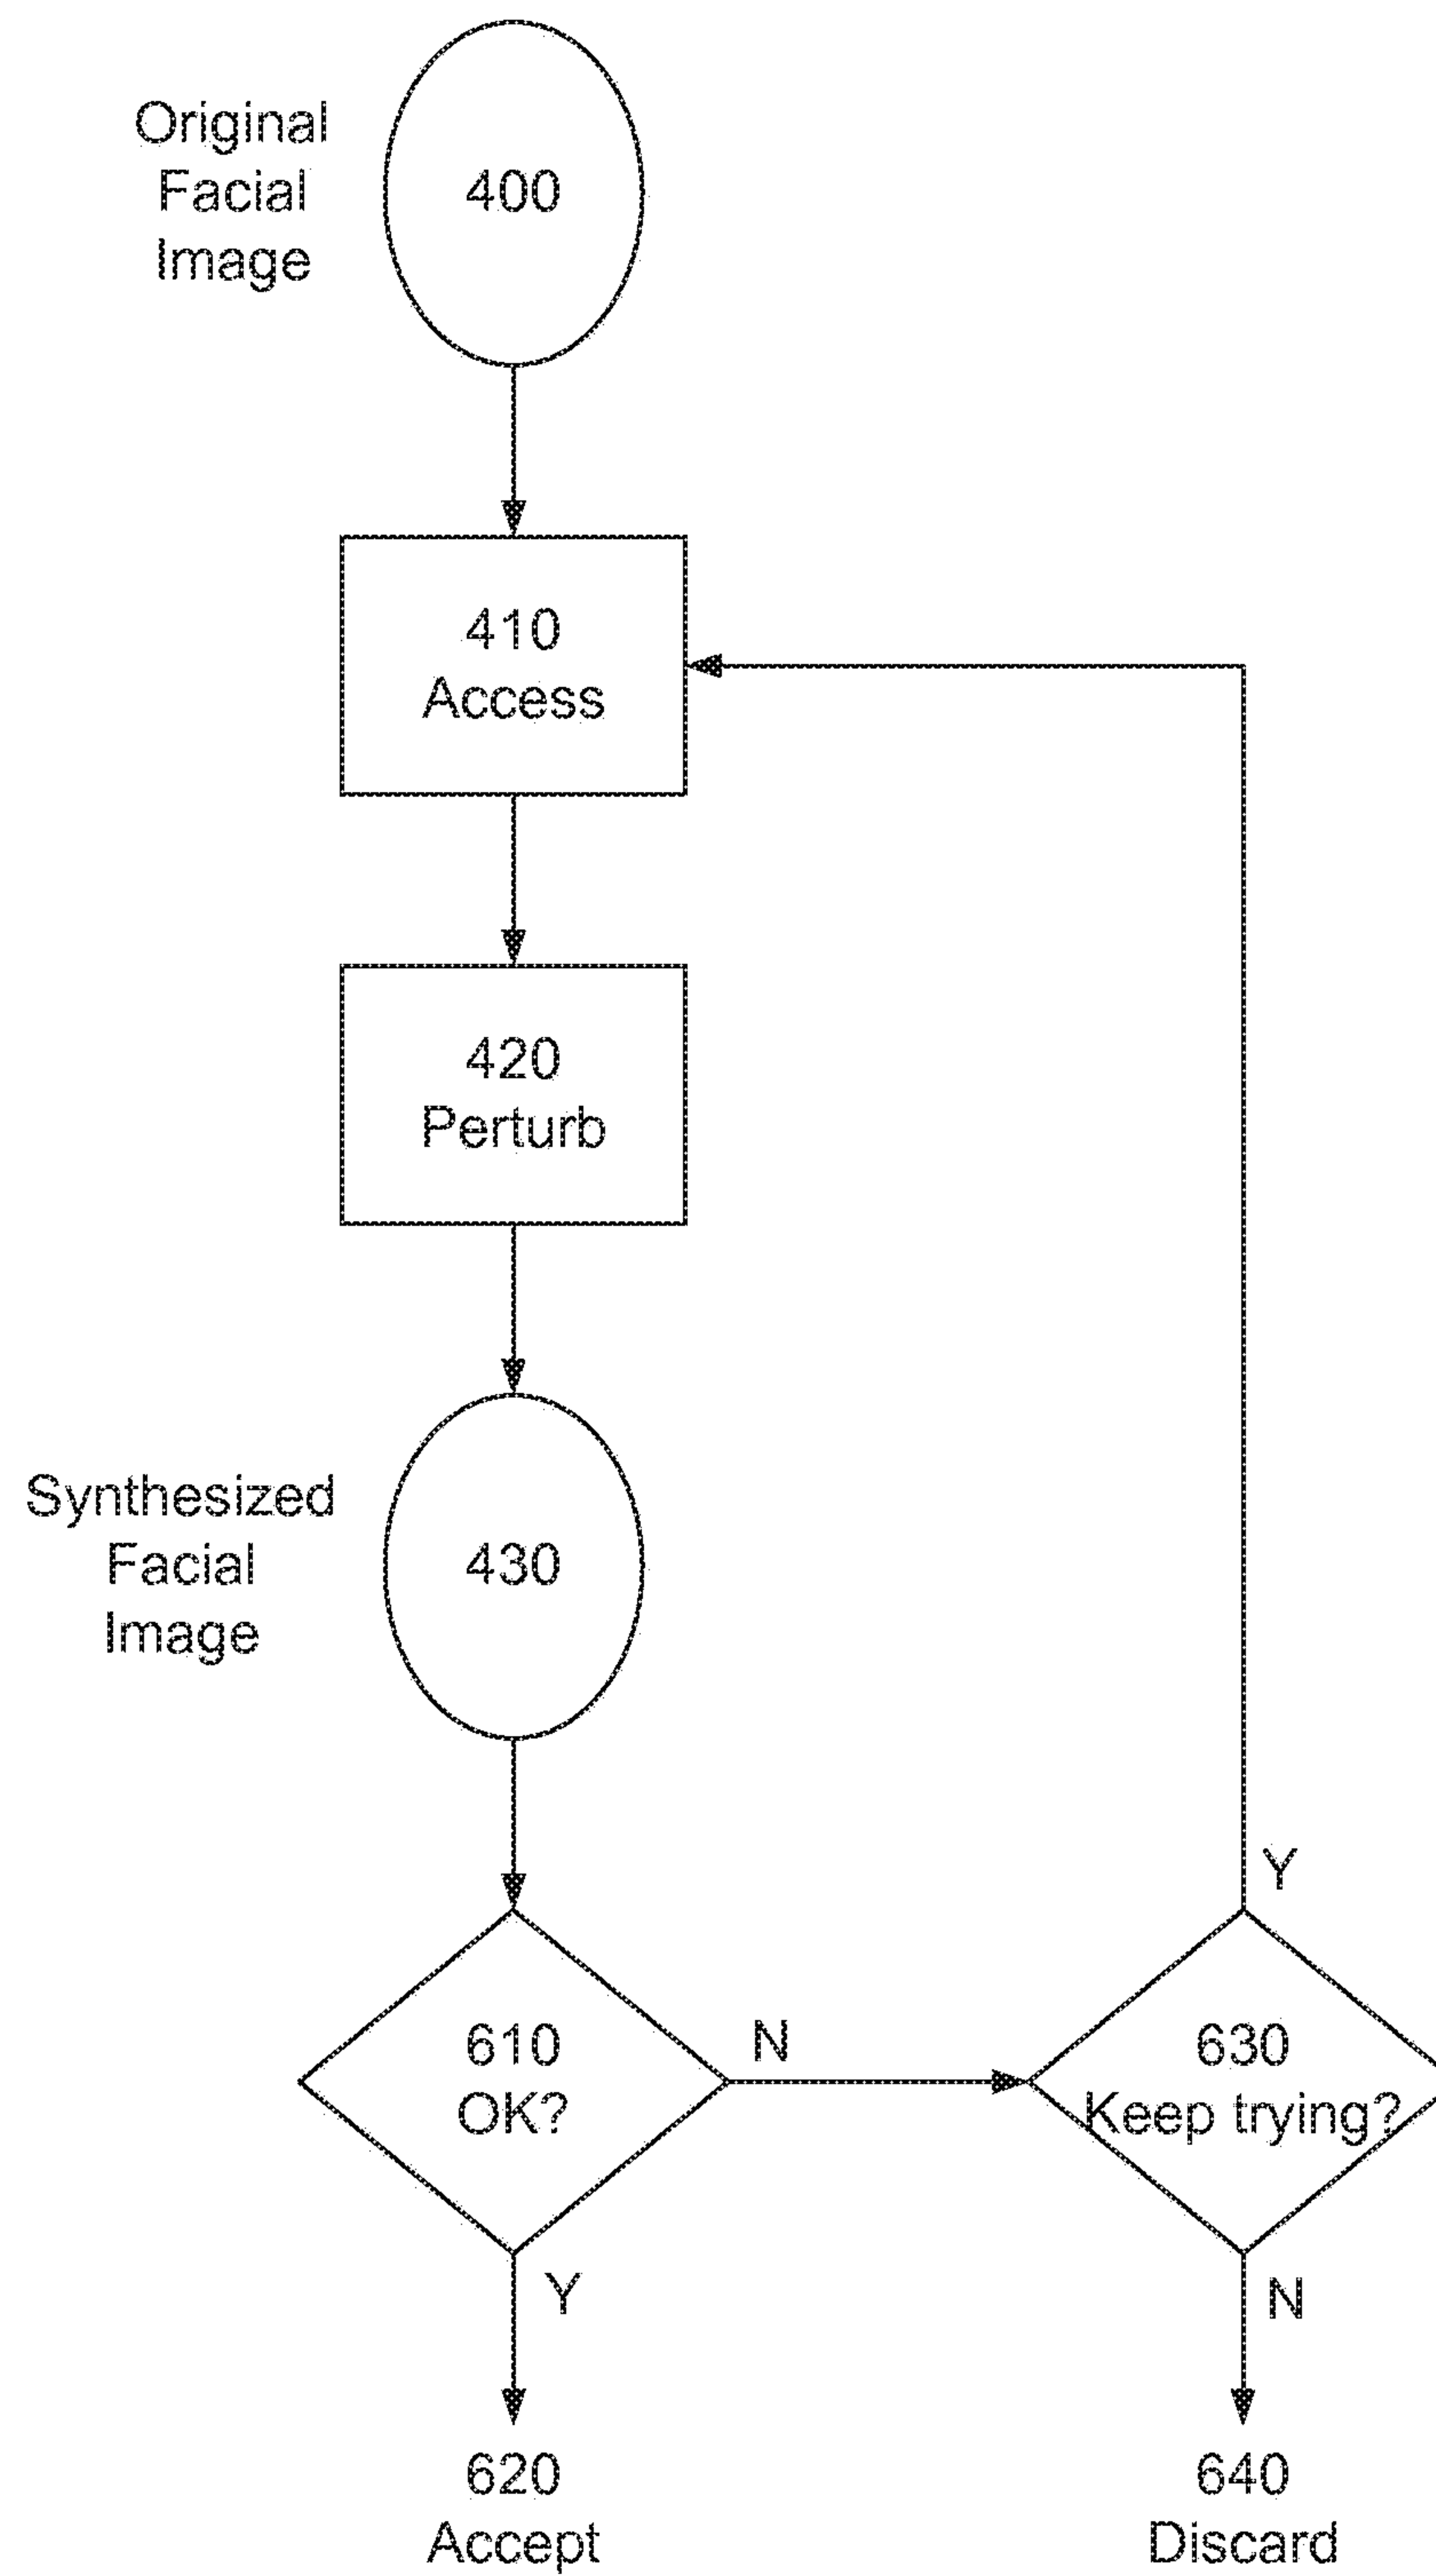 Original
Facial
Image
400
410
Access
420
Perturb
Synthesized
Facial
Image
430
Y
610
OK?
N
630
Keep trying?
Y
N
620
Accept
640
Discard